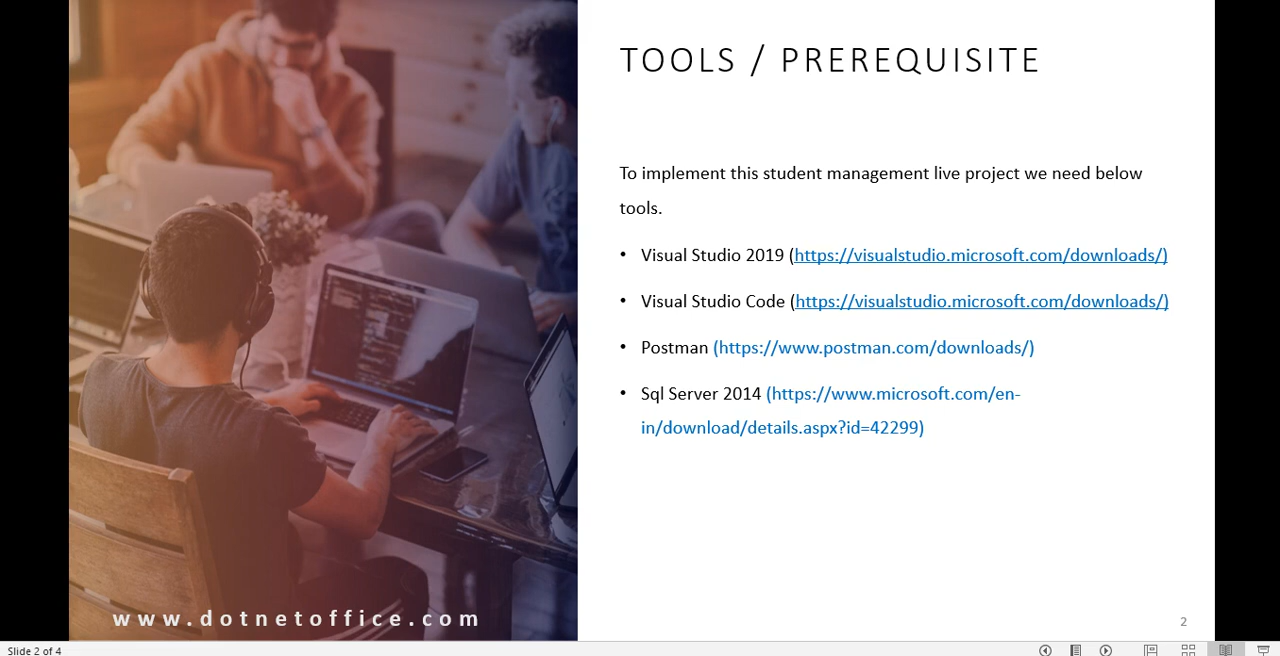 TOOLS / PREREQUISITE
To implement this student management live project we need below
tools.
• Visual Studio 2019 (https://visualstudio.microsoft.com/downloads/)
• Visual Studio Code (https://visualstudio.microsoft.com/downloads/)
• Postman (https://www.postman.com/downloads/)
• Sql Server 2014 (https://www.microsoft.com/en-
in/download/details.aspx?id=42299)
www.dotnetoffice.com
2
Slide 2 of 4